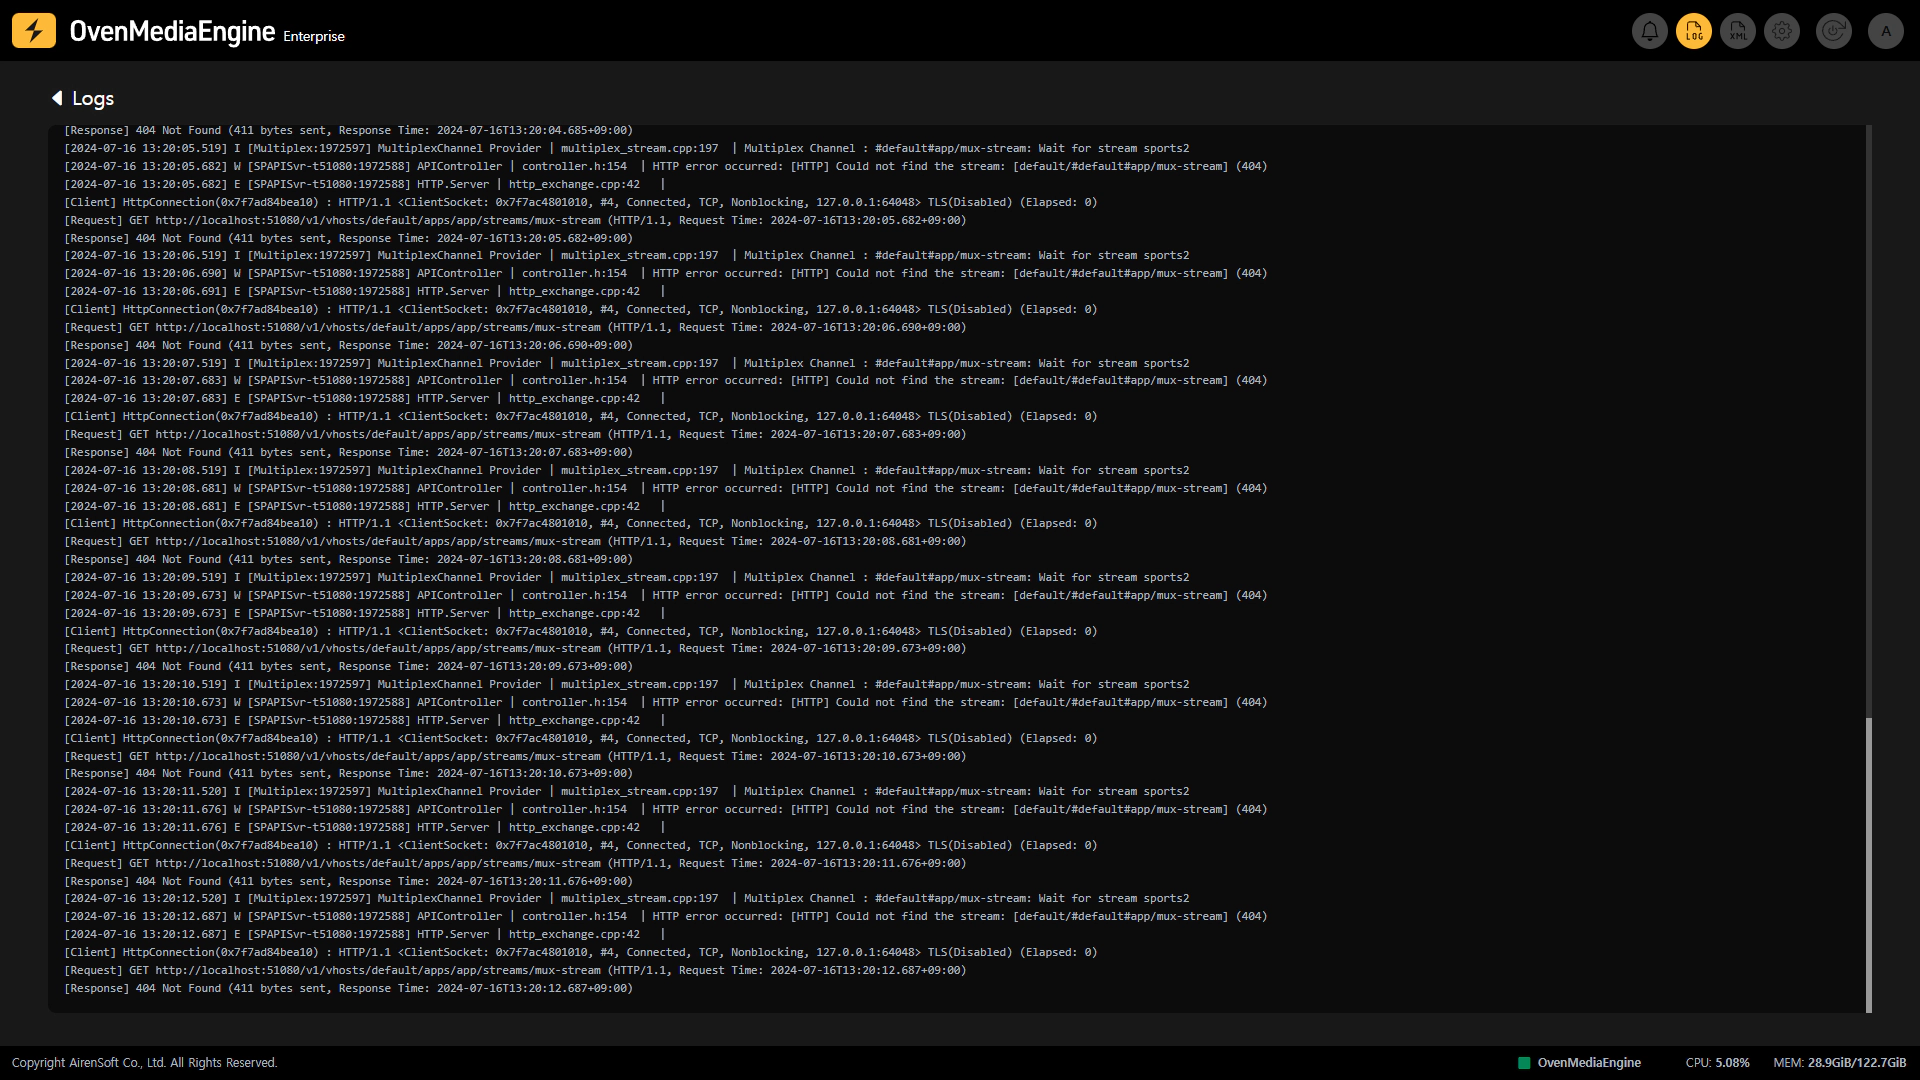 OvenMediaEngine Enterprise
LOG
XML
A
Logs
[Response] 404 Not Found (411 bytes sent, Response Time: 2024-07-16T13:20:04.685+09:00)
[2024-07-16 13:20:05.519] I [Multiplex:1972597] MultiplexChannel Provider | multiplex_stream.cpp:197  | Multiplex Channel : #default#app/mux-stream: Wait for stream sports2
[2024-07-16 13:20:05.682] W [SPAPISvr-t51080:1972588] APIController | controller.h:154  | HTTP error occurred: [HTTP] Could not find the stream: [default/#default#app/mux-stream] (404)
[2024-07-16 13:20:05.682] E [SPAPISvr-t51080:1972588] HTTP.Server | http_exchange.cpp:42   |
[Client] HttpConnection(0x7f7ad84bea10) : HTTP/1.1 <ClientSocket: 0x7f7ac4801010, #4, Connected, TCP, Nonblocking, 127.0.0.1:64048> TLS(Disabled) (Elapsed: 0)
[Request] GET http://localhost:51080/v1/vhosts/default/apps/app/streams/mux-stream (HTTP/1.1, Request Time: 2024-07-16T13:20:05.682+09:00)
[Response] 404 Not Found (411 bytes sent, Response Time: 2024-07-16T13:20:05.682+09:00)
[2024-07-16 13:20:06.519] I [Multiplex:1972597] MultiplexChannel Provider | multiplex_stream.cpp:197  | Multiplex Channel : #default#app/mux-stream: Wait for stream sports2
[2024-07-16 13:20:06.690] W [SPAPISvr-t51080:1972588] APIController | controller.h:154  | HTTP error occurred: [HTTP] Could not find the stream: [default/#default#app/mux-stream] (404)
[2024-07-16 13:20:06.691] E [SPAPISvr-t51080:1972588] HTTP.Server | http_exchange.cpp:42   |
[Client] HttpConnection(0x7f7ad84bea10) : HTTP/1.1 <ClientSocket: 0x7f7ac4801010, #4, Connected, TCP, Nonblocking, 127.0.0.1:64048> TLS(Disabled) (Elapsed: 0)
[Request] GET http://localhost:51080/v1/vhosts/default/apps/app/streams/mux-stream (HTTP/1.1, Request Time: 2024-07-16T13:20:06.690+09:00)
[Response] 404 Not Found (411 bytes sent, Response Time: 2024-07-16T13:20:06.690+09:00)
[2024-07-16 13:20:07.519] I [Multiplex:1972597] MultiplexChannel Provider | multiplex_stream.cpp:197  | Multiplex Channel : #default#app/mux-stream: Wait for stream sports2
[2024-07-16 13:20:07.683] W [SPAPISvr-t51080:1972588] APIController | controller.h:154  | HTTP error occurred: [HTTP] Could not find the stream: [default/#default#app/mux-stream] (404)
[2024-07-16 13:20:07.683] E [SPAPISvr-t51080:1972588] HTTP.Server | http_exchange.cpp:42   |
[Client] HttpConnection(0x7f7ad84bea10) : HTTP/1.1 <ClientSocket: 0x7f7ac4801010, #4, Connected, TCP, Nonblocking, 127.0.0.1:64048> TLS(Disabled) (Elapsed: 0)
[Request] GET http://localhost:51080/v1/vhosts/default/apps/app/streams/mux-stream (HTTP/1.1, Request Time: 2024-07-16T13:20:07.683+09:00)
[Response] 404 Not Found (411 bytes sent, Response Time: 2024-07-16T13:20:07.683+09:00)
[2024-07-16 13:20:08.519] I [Multiplex:1972597] MultiplexChannel Provider | multiplex_stream.cpp:197  | Multiplex Channel : #default#app/mux-stream: Wait for stream sports2
[2024-07-16 13:20:08.681] W [SPAPISvr-t51080:1972588] APIController | controller.h:154  | HTTP error occurred: [HTTP] Could not find the stream: [default/#default#app/mux-stream] (404)
[2024-07-16 13:20:08.681] E [SPAPISvr-t51080:1972588] HTTP.Server | http_exchange.cpp:42   |
[Client] HttpConnection(0x7f7ad84bea10) : HTTP/1.1 <ClientSocket: 0x7f7ac4801010, #4, Connected, TCP, Nonblocking, 127.0.0.1:64048> TLS(Disabled) (Elapsed: 0)
[Request] GET http://localhost:51080/v1/vhosts/default/apps/app/streams/mux-stream (HTTP/1.1, Request Time: 2024-07-16T13:20:08.681+09:00)
[Response] 404 Not Found (411 bytes sent, Response Time: 2024-07-16T13:20:08.681+09:00)
[2024-07-16 13:20:09.519] I [Multiplex:1972597] MultiplexChannel Provider | multiplex_stream.cpp:197  | Multiplex Channel : #default#app/mux-stream: Wait for stream sports2
[2024-07-16 13:20:09.673] W [SPAPISvr-t51080:1972588] APIController | controller.h:154  | HTTP error occurred: [HTTP] Could not find the stream: [default/#default#app/mux-stream] (404)
[2024-07-16 13:20:09.673] E [SPAPISvr-t51080:1972588] HTTP.Server | http_exchange.cpp:42   |
[Client] HttpConnection(0x7f7ad84bea10) : HTTP/1.1 <ClientSocket: 0x7f7ac4801010, #4, Connected, TCP, Nonblocking, 127.0.0.1:64048> TLS(Disabled) (Elapsed: 0)
[Request] GET http://localhost:51080/v1/vhosts/default/apps/app/streams/mux-stream (HTTP/1.1, Request Time: 2024-07-16T13:20:09.673+09:00)
[Response] 404 Not Found (411 bytes sent, Response Time: 2024-07-16T13:20:09.673+09:00)
[2024-07-16 13:20:10.519] I [Multiplex:1972597] MultiplexChannel Provider | multiplex_stream.cpp:197  | Multiplex Channel : #default#app/mux-stream: Wait for stream sports2
[2024-07-16 13:20:10.673] W [SPAPISvr-t51080:1972588] APIController | controller.h:154  | HTTP error occurred: [HTTP] Could not find the stream: [default/#default#app/mux-stream] (404)
[2024-07-16 13:20:10.673] E [SPAPISvr-t51080:1972588] HTTP.Server | http_exchange.cpp:42   |
[Client] HttpConnection(0x7f7ad84bea10) : HTTP/1.1 <ClientSocket: 0x7f7ac4801010, #4, Connected, TCP, Nonblocking, 127.0.0.1:64048> TLS(Disabled) (Elapsed: 0)
[Request] GET http://localhost:51080/v1/vhosts/default/apps/app/streams/mux-stream (HTTP/1.1, Request Time: 2024-07-16T13:20:10.673+09:00)
[Response] 404 Not Found (411 bytes sent, Response Time: 2024-07-16T13:20:10.673+09:00)
[2024-07-16 13:20:11.520] I [Multiplex:1972597] MultiplexChannel Provider | multiplex_stream.cpp:197  | Multiplex Channel : #default#app/mux-stream: Wait for stream sports2
[2024-07-16 13:20:11.676] W [SPAPISvr-t51080:1972588] APIController | controller.h:154  | HTTP error occurred: [HTTP] Could not find the stream: [default/#default#app/mux-stream] (404)
[2024-07-16 13:20:11.676] E [SPAPISvr-t51080:1972588] HTTP.Server | http_exchange.cpp:42   |
[Client] HttpConnection(0x7f7ad84bea10) : HTTP/1.1 <ClientSocket: 0x7f7ac4801010, #4, Connected, TCP, Nonblocking, 127.0.0.1:64048> TLS(Disabled) (Elapsed: 0)
[Request] GET http://localhost:51080/v1/vhosts/default/apps/app/streams/mux-stream (HTTP/1.1, Request Time: 2024-07-16T13:20:11.676+09:00)
[Response] 404 Not Found (411 bytes sent, Response Time: 2024-07-16T13:20:11.676+09:00)
[2024-07-16 13:20:12.520] I [Multiplex:1972597] MultiplexChannel Provider | multiplex_stream.cpp:197  | Multiplex Channel : #default#app/mux-stream: Wait for stream sports2
[2024-07-16 13:20:12.687] W [SPAPISvr-t51080:1972588] APIController | controller.h:154  | HTTP error occurred: [HTTP] Could not find the stream: [default/#default#app/mux-stream] (404)
[2024-07-16 13:20:12.687] E [SPAPISvr-t51080:1972588] HTTP.Server | http_exchange.cpp:42   |
[Client] HttpConnection(0x7f7ad84bea10) : HTTP/1.1 <ClientSocket: 0x7f7ac4801010, #4, Connected, TCP, Nonblocking, 127.0.0.1:64048> TLS(Disabled) (Elapsed: 0)
[Request] GET http://localhost:51080/v1/vhosts/default/apps/app/streams/mux-stream (HTTP/1.1, Request Time: 2024-07-16T13:20:12.687+09:00)
[Response] 404 Not Found (411 bytes sent, Response Time: 2024-07-16T13:20:12.687+09:00)
Copyright AirenSoft Co., Ltd. All Rights Reserved.
OvenMediaEngine
CPU: 5.08%
MEM: 28.9GiB/122.7GiB